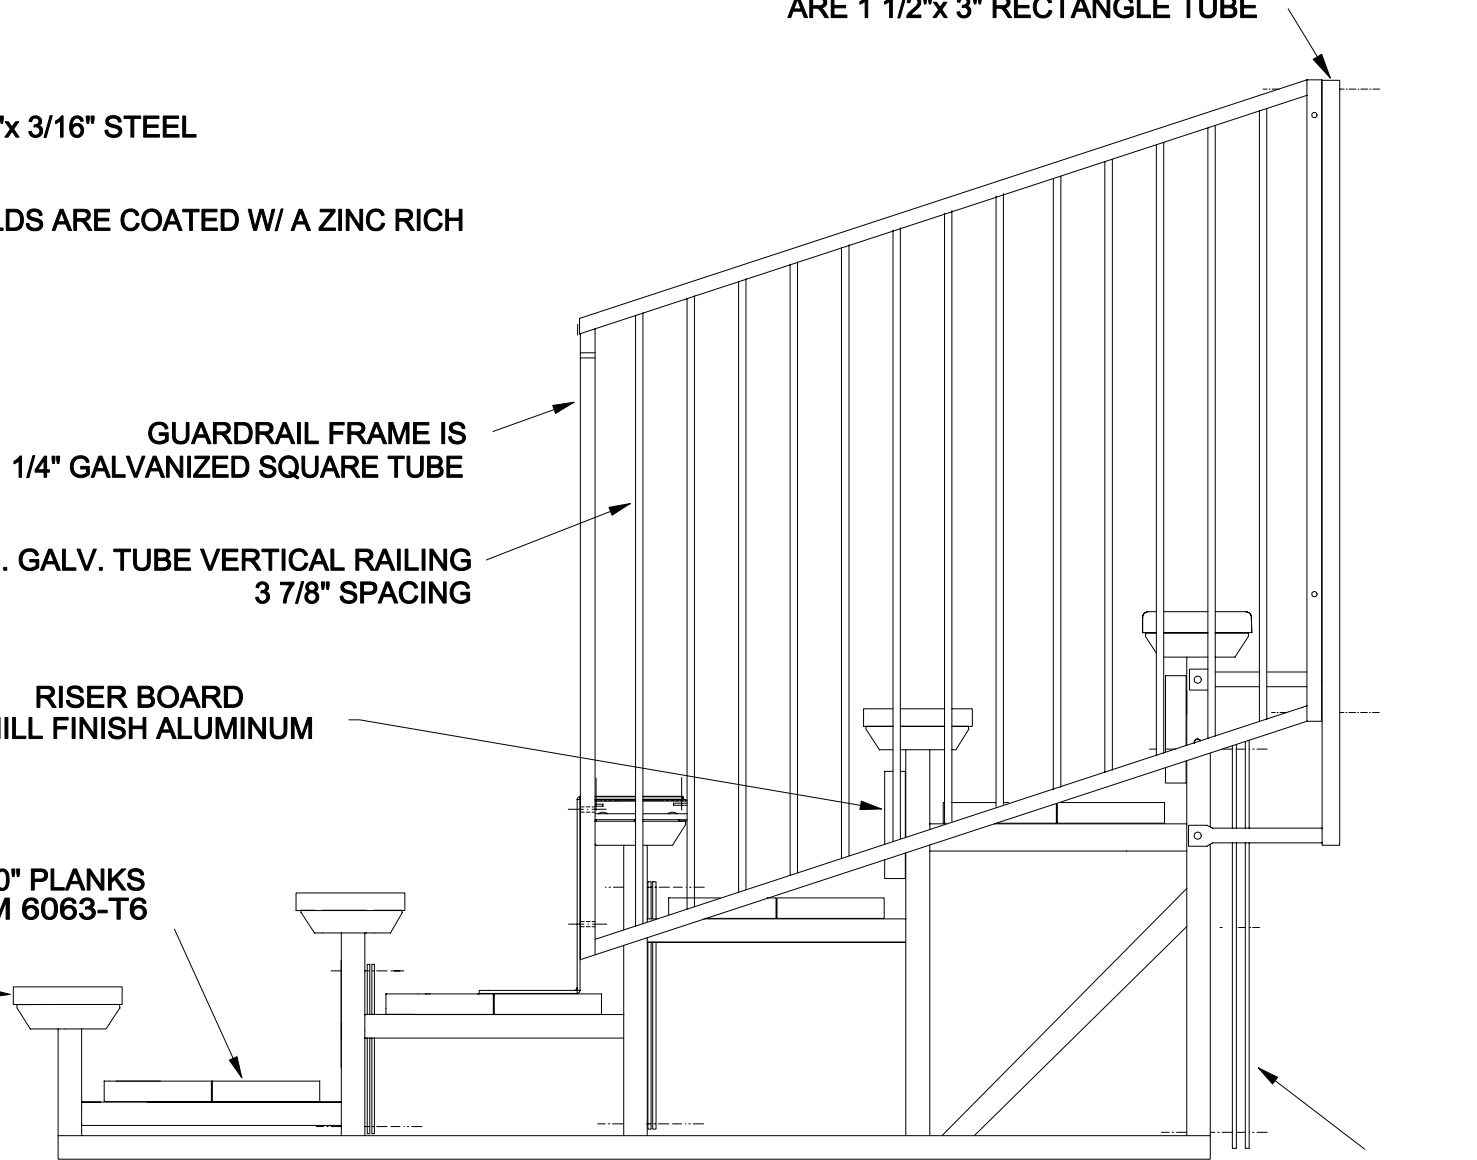 ARE 1 1/2"x 3" RECTANGLE TUBE
"x 3/16" STEEL
LDS ARE COATED W/ A ZINC RICH
GUARDRAIL FRAME IS
1/4" GALVANIZED SQUARE TUBE
. GALV. TUBE VERTICAL RAILING
3 7/8" SPACING
RISER BOARD
ILL FINISH ALUMINUM
0" PLANKS
M 6063-T6